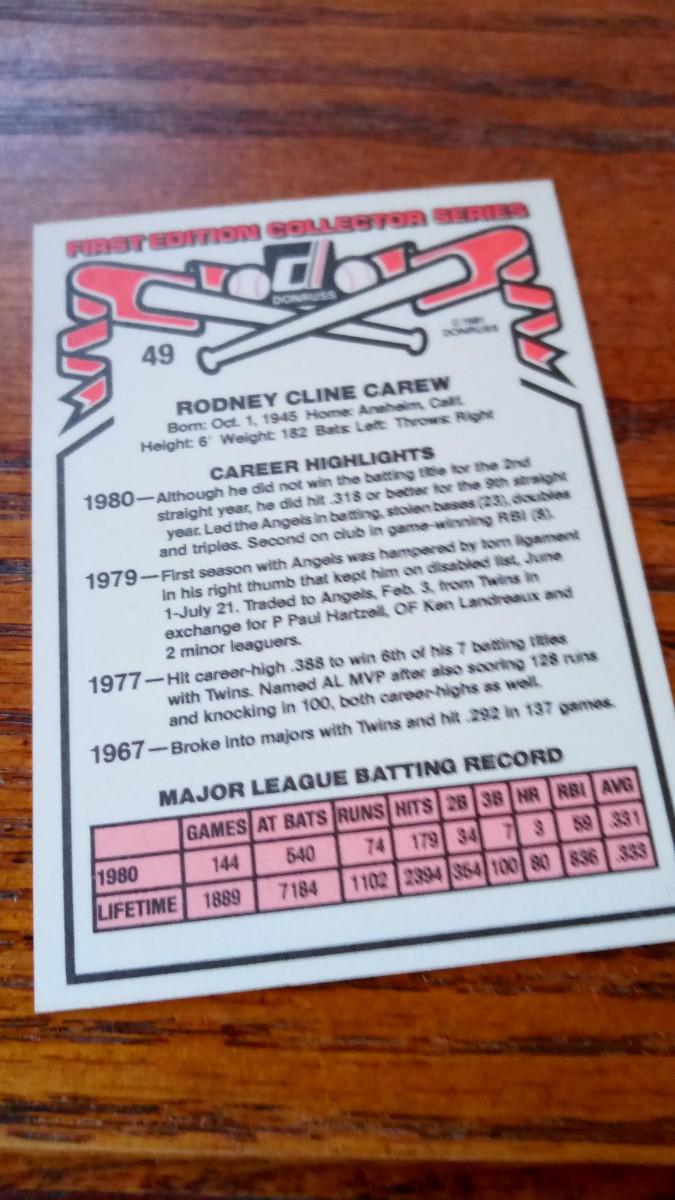 FIRST EDITION COLLECTOR SERIES
d
DONRUSS
© 1981
DONRUSS
49
RODNEY CLINE CAREW
Born: Oct. 1, 1945 Home: Anaheim, Calif.
Height: 6' Weight: 182 Bats: Left Throws: Right
CAREER HIGHLIGHTS
1980—Although he did not win the batting title for the 2nd
straight year, he did hit .318 or better for the 9th straight
year. Led the Angels in batting, stolen bases (23), doubles
and triples. Second on club in game-winning RBI (8).
1979—First season with Angels was hampered by torn ligament
in his right thumb that kept him on disabled list, June
1-July 21. Traded to Angels, Feb. 3, from Twins in
exchange for P Paul Hartzell, OF Ken Landreaux and
2 minor leaguers.
1977—Hit career-high .388 to win 6th of his 7 batting titles
with Twins. Named AL MVP after also scoring 128 runs
and knocking in 100, both career-highs as well.
1967—Broke into majors with Twins and hit .292 in 137 games.
MAJOR LEAGUE BATTING RECORD
GAMES AT BATS RUNS HITS 2B 3B HR RBI AVG
1980 144 540 74 179 34 7 3 59 .331
LIFETIME 1889 7184 1102 2394 354 100 80 836 .333